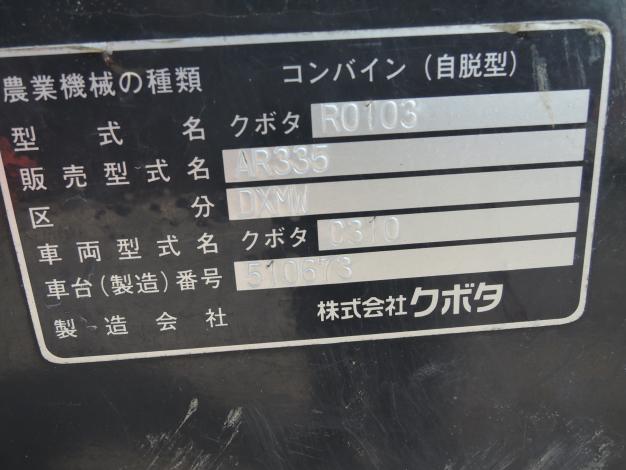 農業機械の種類 コンバイン（自脱型）
型式名 クボタ R0103
販売型式名 AR335
区分 DXMW
車両型式名 クボタ C310
車台（製造）番号 510673
製造会社 株式会社クボタ